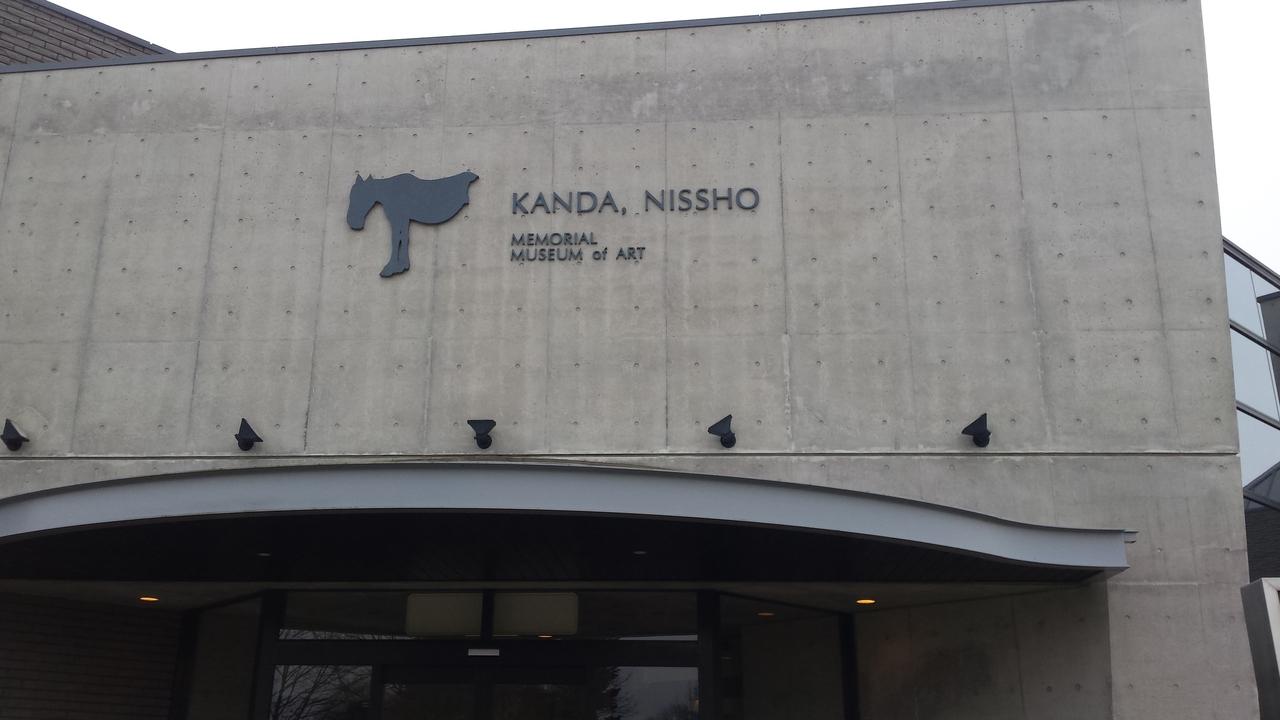 KANDA, NISSHO
MEMORIAL
MUSEUM of ART